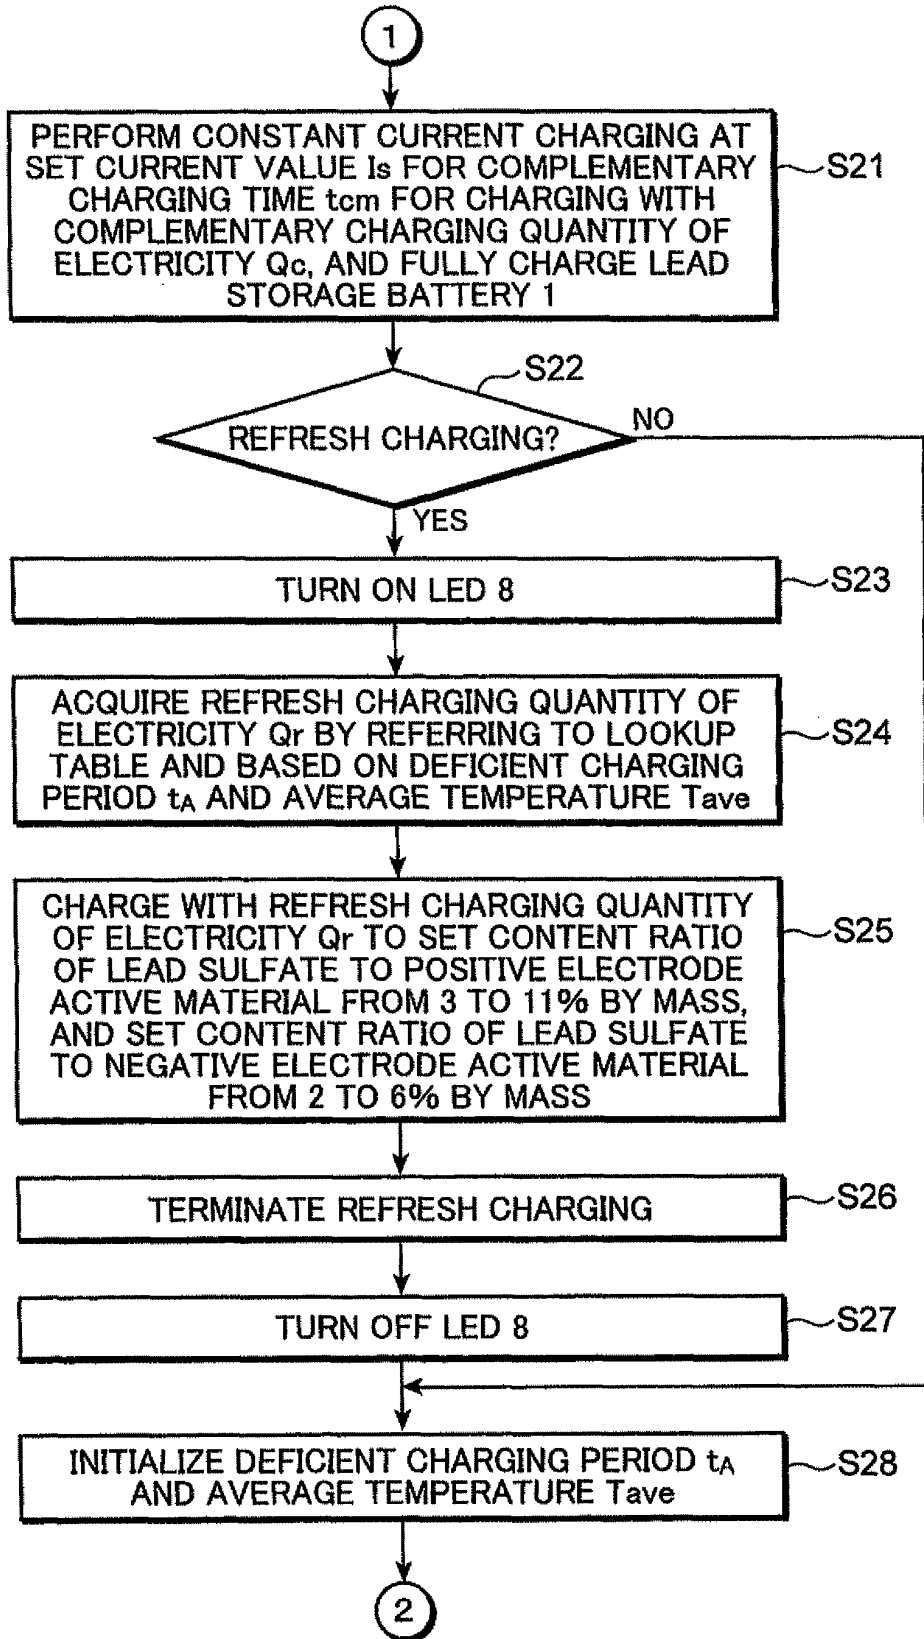 1
PERFORM CONSTANT CURRENT CHARGING AT
SET CURRENT VALUE Is FOR COMPLEMENTARY
CHARGING TIME tcm FOR CHARGING WITH
COMPLEMENTARY CHARGING QUANTITY OF
ELECTRICITY Qc, AND FULLY CHARGE LEAD
STORAGE BATTERY 1
S21
S22
REFRESH CHARGING?
NO
YES
TURN ON LED 8
S23
ACQUIRE REFRESH CHARGING QUANTITY OF
ELECTRICITY Qr BY REFERRING TO LOOKUP
TABLE AND BASED ON DEFICIENT CHARGING
PERIOD tA AND AVERAGE TEMPERATURE Tave
S24
CHARGE WITH REFRESH CHARGING QUANTITY
OF ELECTRICITY Qr TO SET CONTENT RATIO
OF LEAD SULFATE TO POSITIVE ELECTRODE
ACTIVE MATERIAL FROM 3 TO 11% BY MASS,
AND SET CONTENT RATIO OF LEAD SULFATE
TO NEGATIVE ELECTRODE ACTIVE MATERIAL
FROM 2 TO 6% BY MASS
S25
TERMINATE REFRESH CHARGING
S26
TURN OFF LED 8
S27
INITIALIZE DEFICIENT CHARGING PERIOD tA
AND AVERAGE TEMPERATURE Tave
S28
2